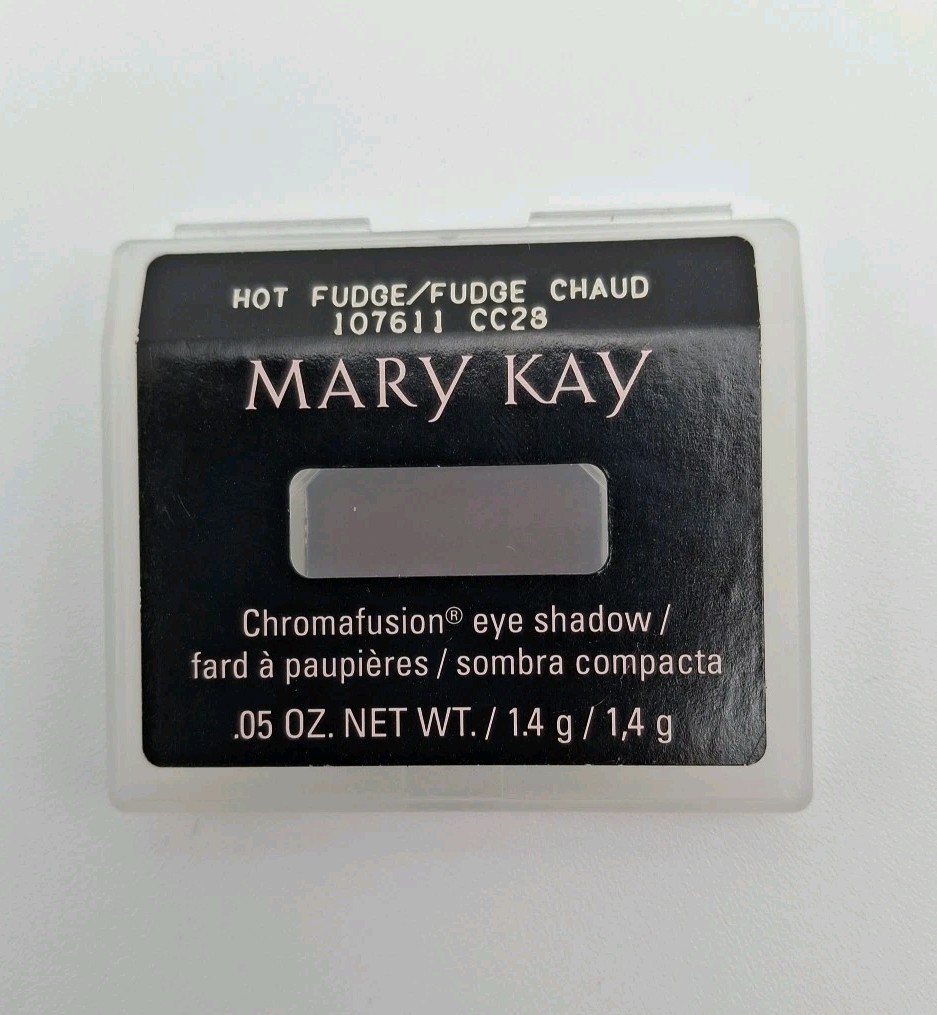 HOT FUDGE/FUDGE CHAUD
107611 CC28
MARY KAY
Chromafusion® eye shadow /
fard à paupières / sombra compacta
.05 OZ. NET WT. / 1.4 g / 1,4 g